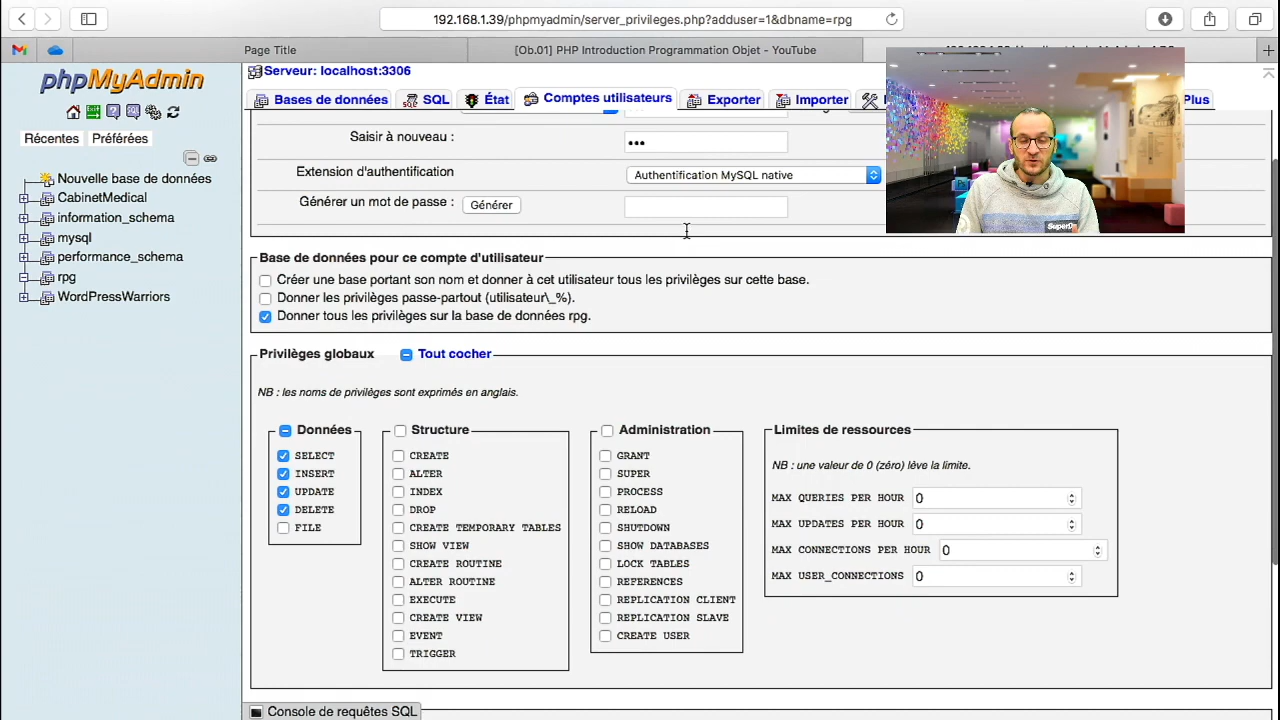 192.168.1.39/phpmyadmin/server_privileges.php?adduser=1&dbname=rpg
Page Title
[Ob.01] PHP Introduction Programmation Objet - YouTube
phpMyAdmin
Récentes
Préférées
Nouvelle base de données
CabinetMedical
information_schema
mysql
performance_schema
rpg
WordPressWarriors
Serveur: localhost:3306
Bases de données
SQL
État
Comptes utilisateurs
Exporter
Importer
Plus
Saisir à nouveau :
•••
Extension d'authentification
Authentification MySQL native
Générer un mot de passe :
Générer
Base de données pour ce compte d'utilisateur
Créer une base portant son nom et donner à cet utilisateur tous les privilèges sur cette base.
Donner les privilèges passe-partout (utilisateur\_%).
Donner tous les privilèges sur la base de données rpg.
Privilèges globaux
Tout cocher
NB : les noms de privilèges sont exprimés en anglais.
Données
SELECT
INSERT
UPDATE
DELETE
FILE
Structure
CREATE
ALTER
INDEX
DROP
CREATE TEMPORARY TABLES
SHOW VIEW
CREATE ROUTINE
ALTER ROUTINE
EXECUTE
CREATE VIEW
EVENT
TRIGGER
Administration
GRANT
SUPER
PROCESS
RELOAD
SHUTDOWN
SHOW DATABASES
LOCK TABLES
REFERENCES
REPLICATION CLIENT
REPLICATION SLAVE
CREATE USER
Limites de ressources
NB : une valeur de 0 (zéro) lève la limite.
MAX QUERIES PER HOUR 0
MAX UPDATES PER HOUR 0
MAX CONNECTIONS PER HOUR 0
MAX USER_CONNECTIONS 0
Console de requêtes SQL